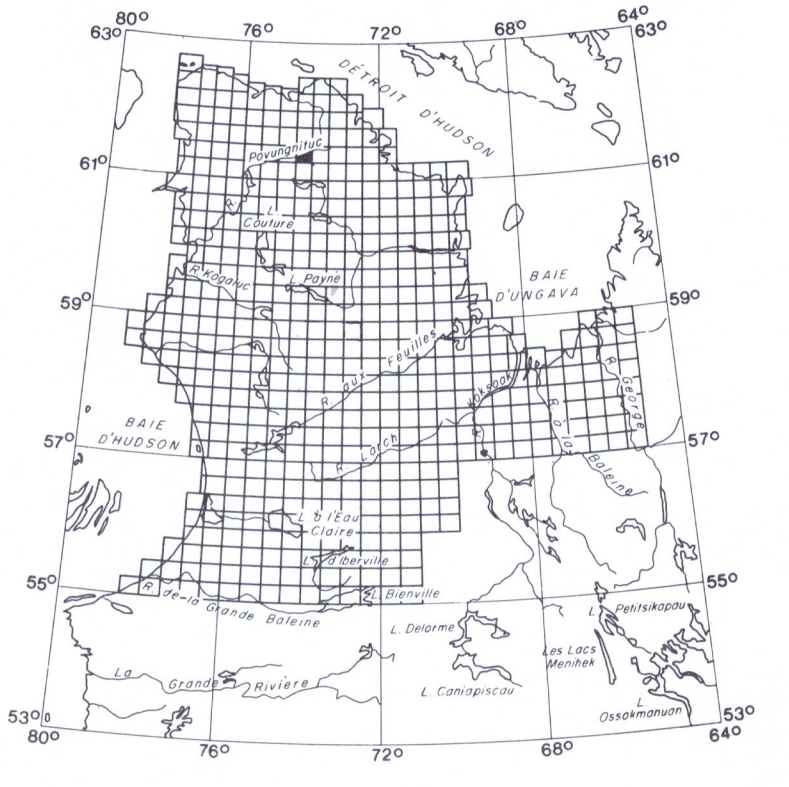 80° 76° 72° 68° 64°
63° 63°
DÉTROIT D'HUDSON
Povungnituc
61° 61°
R.
L. Couture
R. Kogaluc
L. Payne
BAIE
D'UNGAVA
59° 59°
R. aux Feuilles
Koksoak
R.
R. à la Baleine
R. George
BAIE
D'HUDSON
57° 57°
R. Larch
L. à l'Eau
Claire
L. d'Iberville
55° 55°
R. de-la Grande Baleine
L. Bienville
L. Delorme
L. Petitsikapau
Les Lacs
Menihek
La Grande Rivière
L. Caniapiscau
L.
Ossokmanuan
53° 53°
80° 76° 72° 68° 64°